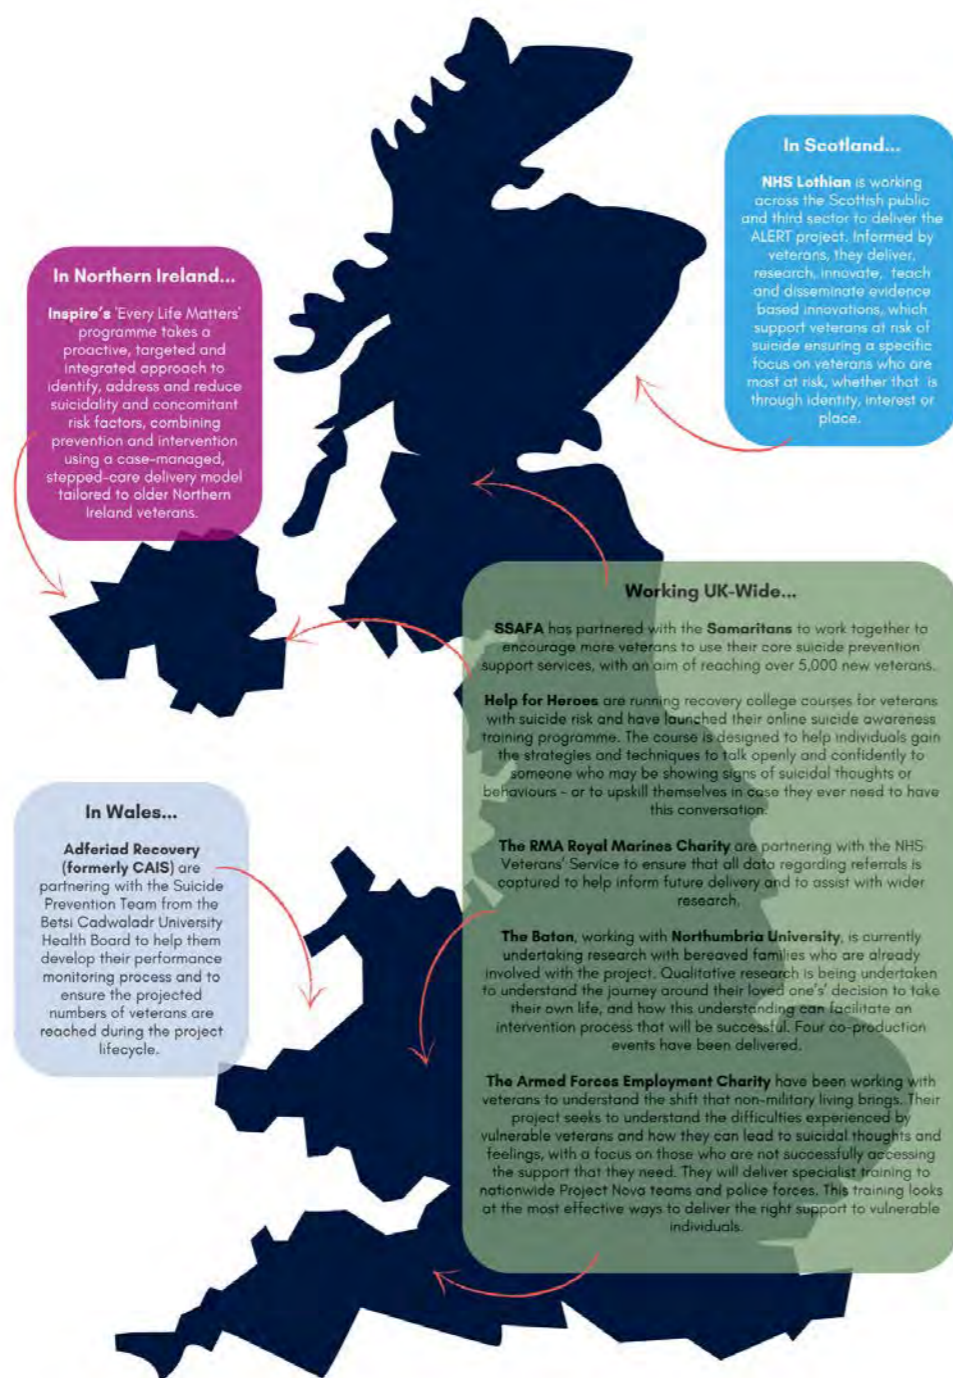 In Scotland...
NHS Lothian is working
across the Scottish public
and third sector to deliver the
ALERT project. Informed by
veterans, they deliver,
research, innovate, teach
and disseminate evidence
based innovations, which
support veterans at risk of
suicide ensuring a specific
focus on veterans who are
most at risk, whether that is
through identity, interest or
place.
In Northern Ireland...
Inspire's 'Every Life Matters'
programme takes a
proactive, targeted and
integrated approach to
identify, address and reduce
suicidality and concomitant
risk factors, combining
prevention and intervention
using a case-managed,
stepped-care delivery model
tailored to older Northern
Ireland veterans.
Working UK-Wide...
SSAFA has partnered with the Samaritans to work together to
encourage more veterans to use their core suicide prevention
support services, with an aim of reaching over 5,000 new veterans.
Help for Heroes are running recovery college courses for veterans
with suicide risk and have launched their online suicide awareness
training programme. The course is designed to help individuals gain
the strategies and techniques to talk openly and confidently to
someone who may be showing signs of suicidal thoughts or
behaviours - or to upskill themselves in case they ever need to have
this conversation.
The RMA Royal Marines Charity are partnering with the NHS
Veterans' Service to ensure that all data regarding referrals is
captured to help inform future delivery and to assist with wider
research.
The Baton, working with Northumbria University, is currently
undertaking research with bereaved families who are already
involved with the project. Qualitative research is being undertaken
to understand the journey around their loved one's' decision to take
their own life, and how this understanding can facilitate an
intervention process that will be successful. Four co-production
events have been delivered.
The Armed Forces Employment Charity have been working with
veterans to understand the shift that non-military living brings. Their
project seeks to understand the difficulties experienced by
vulnerable veterans and how they can lead to suicidal thoughts and
feelings, with a focus on those who are not successfully accessing
the support that they need. They will deliver specialist training to
nationwide Project Nova teams and police forces. This training looks
at the most effective ways to deliver the right support to vulnerable
individuals.
In Wales...
Adferiad Recovery
(formerly CAIS) are
partnering with the Suicide
Prevention Team from the
Betsi Cadwaladr University
Health Board to help them
develop their performance
monitoring process and to
ensure the projected
numbers of veterans are
reached during the project
lifecycle.